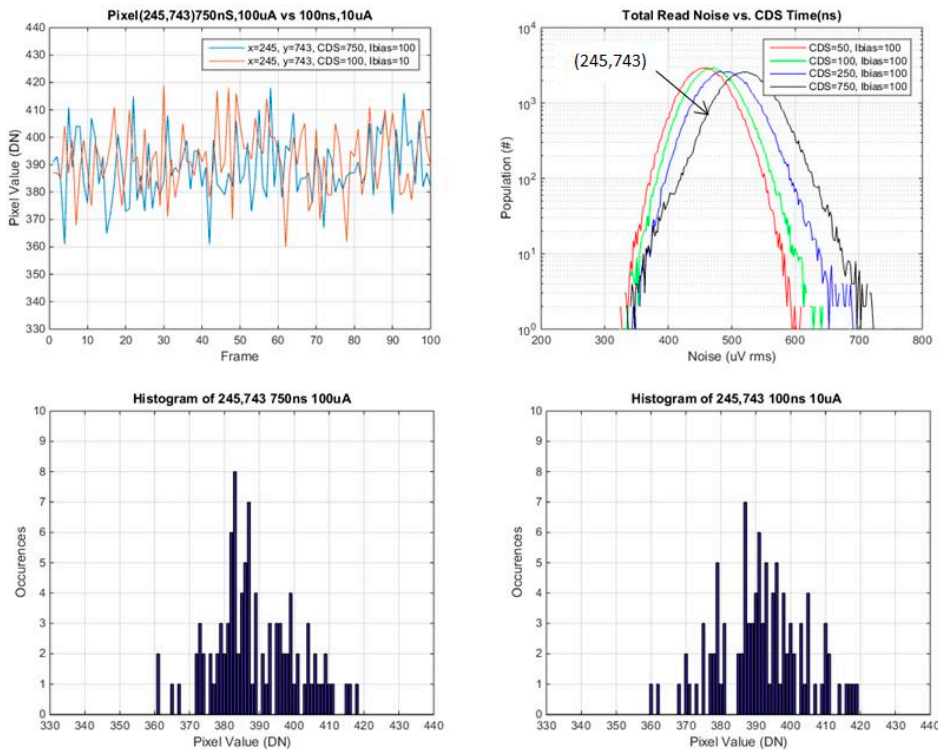 Pixel(245,743)750nS,100uA vs 100ns,10uA
x=245, y=743, CDS=750, Ibias=100
x=245, y=743, CDS=100, Ibias=10
440
430
420
410
400
390
380
370
360
350
340
330
Pixel Value (DN)
0 10 20 30 40 50 60 70 80 90 100
Frame
Total Read Noise vs. CDS Time(ns)
(245,743)
CDS=50, Ibias=100
CDS=100, Ibias=100
CDS=250, Ibias=100
CDS=750, Ibias=100
10^4
10^3
10^2
10^1
10^0
Population (#)
200 300 400 500 600 700 800
Noise (uV rms)
Histogram of 245,743 750ns 100uA
10
9
8
7
6
5
4
3
2
1
0
Occurences
330 340 350 360 370 380 390 400 410 420 430 440
Pixel Value (DN)
Histogram of 245,743 100ns 10uA
10
9
8
7
6
5
4
3
2
1
0
Occurences
330 340 350 360 370 380 390 400 410 420 430 440
Pixel Value (DN)